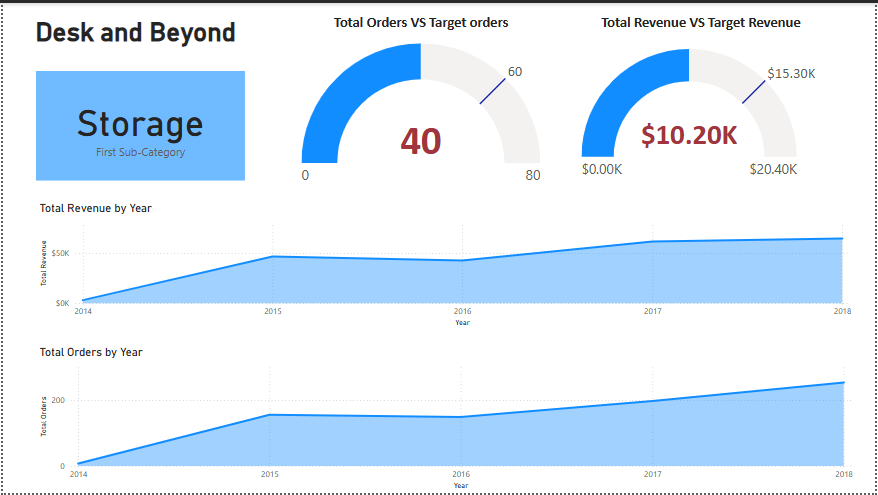 Desk and Beyond
Storage
First Sub-Category
Total Orders VS Target orders
60
40
0
80
Total Revenue VS Target Revenue
$15.30K
$10.20K
$0.00K
$20.40K
Total Revenue by Year
Total Revenue
$50K
$0K
2014
2015
2016
2017
2018
Year
Total Orders by Year
Total Orders
200
0
2014
2015
2016
2017
2018
Year